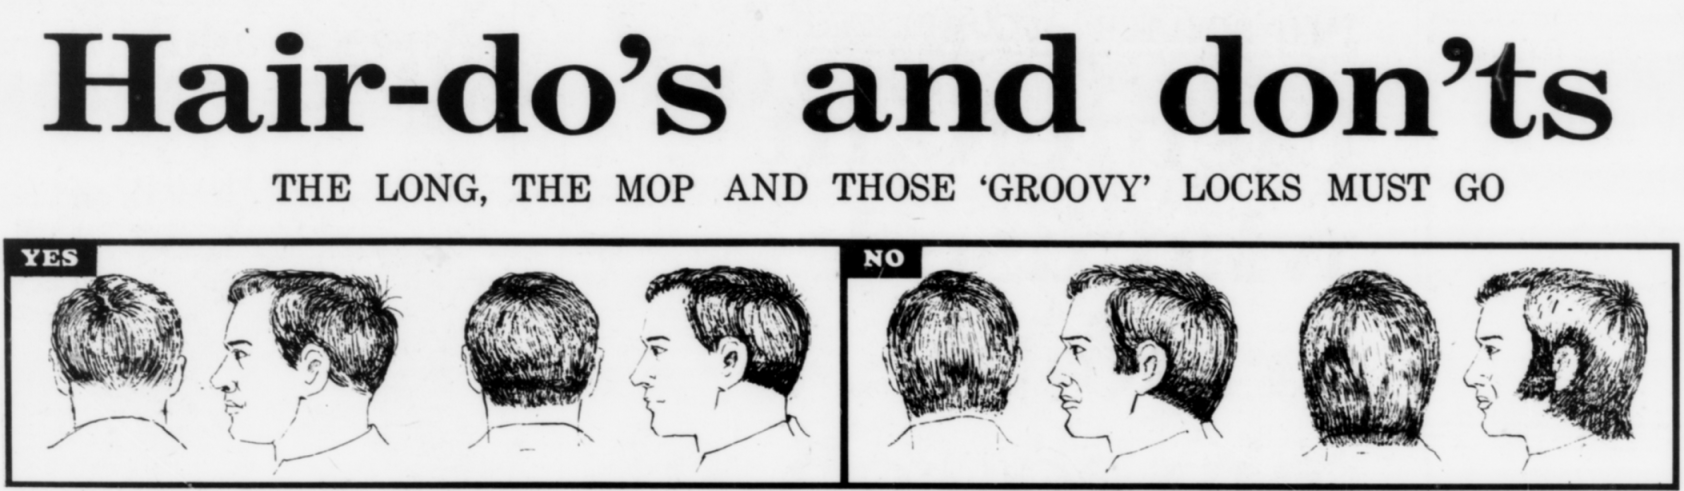 Hair-do's and don'ts
THE LONG, THE MOP AND THOSE ‘GROOVY’ LOCKS MUST GO
YES
NO